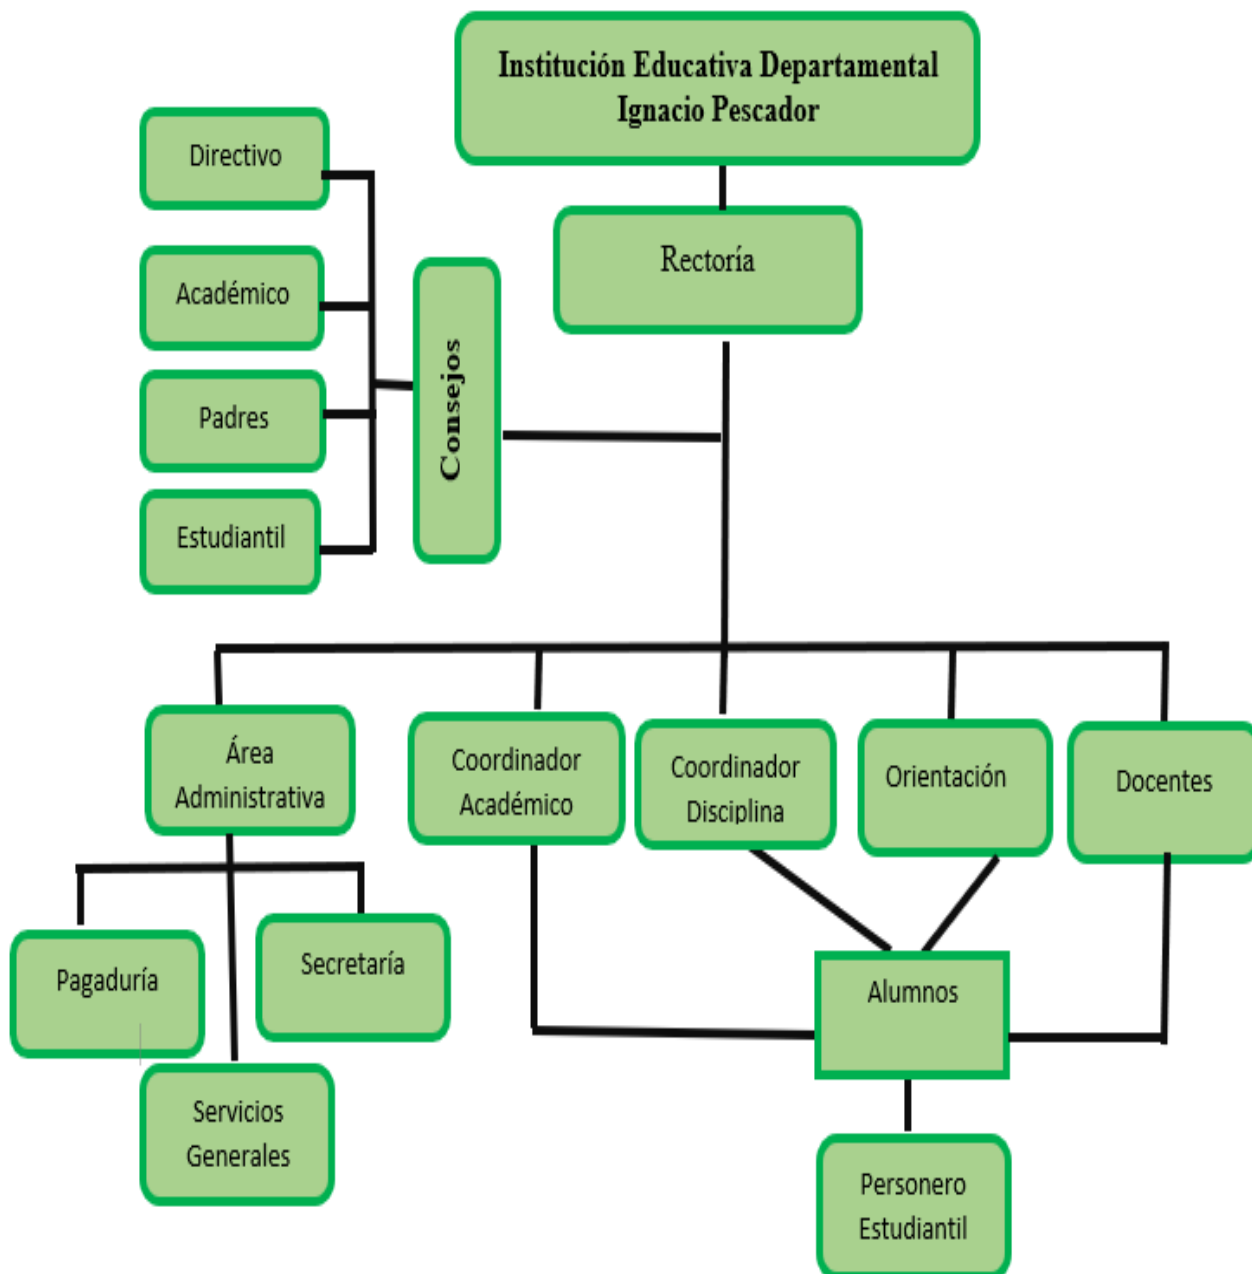 Institución Educativa Departamental
Ignacio Pescador
Rectoría
Directivo
Académico
Padres
Estudiantil
Consejos
Área
Administrativa
Coordinador
Académico
Coordinador
Disciplina
Orientación
Docentes
Pagaduría
Secretaría
Servicios
Generales
Alumnos
Personero
Estudiantil